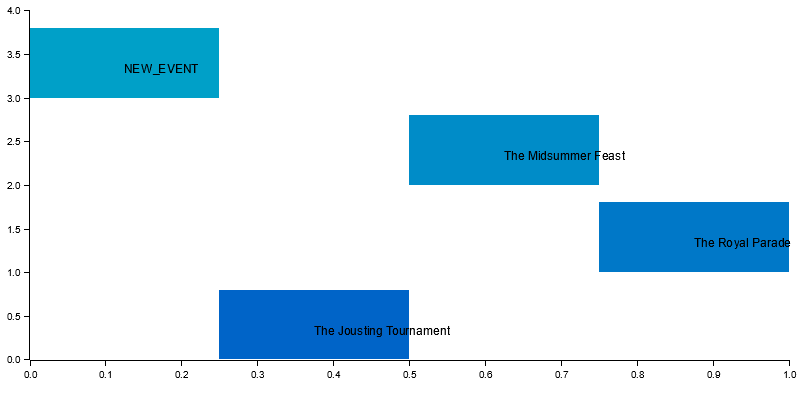 4.0
3.5
NEW_EVENT
3.0
2.5
The Midsummer Feast
2.0
1.5
The Royal Parade
1.0
0.5
The Jousting Tournament
0.0
0.0 0.1 0.2 0.3 0.4 0.5 0.6 0.7 0.8 0.9 1.0